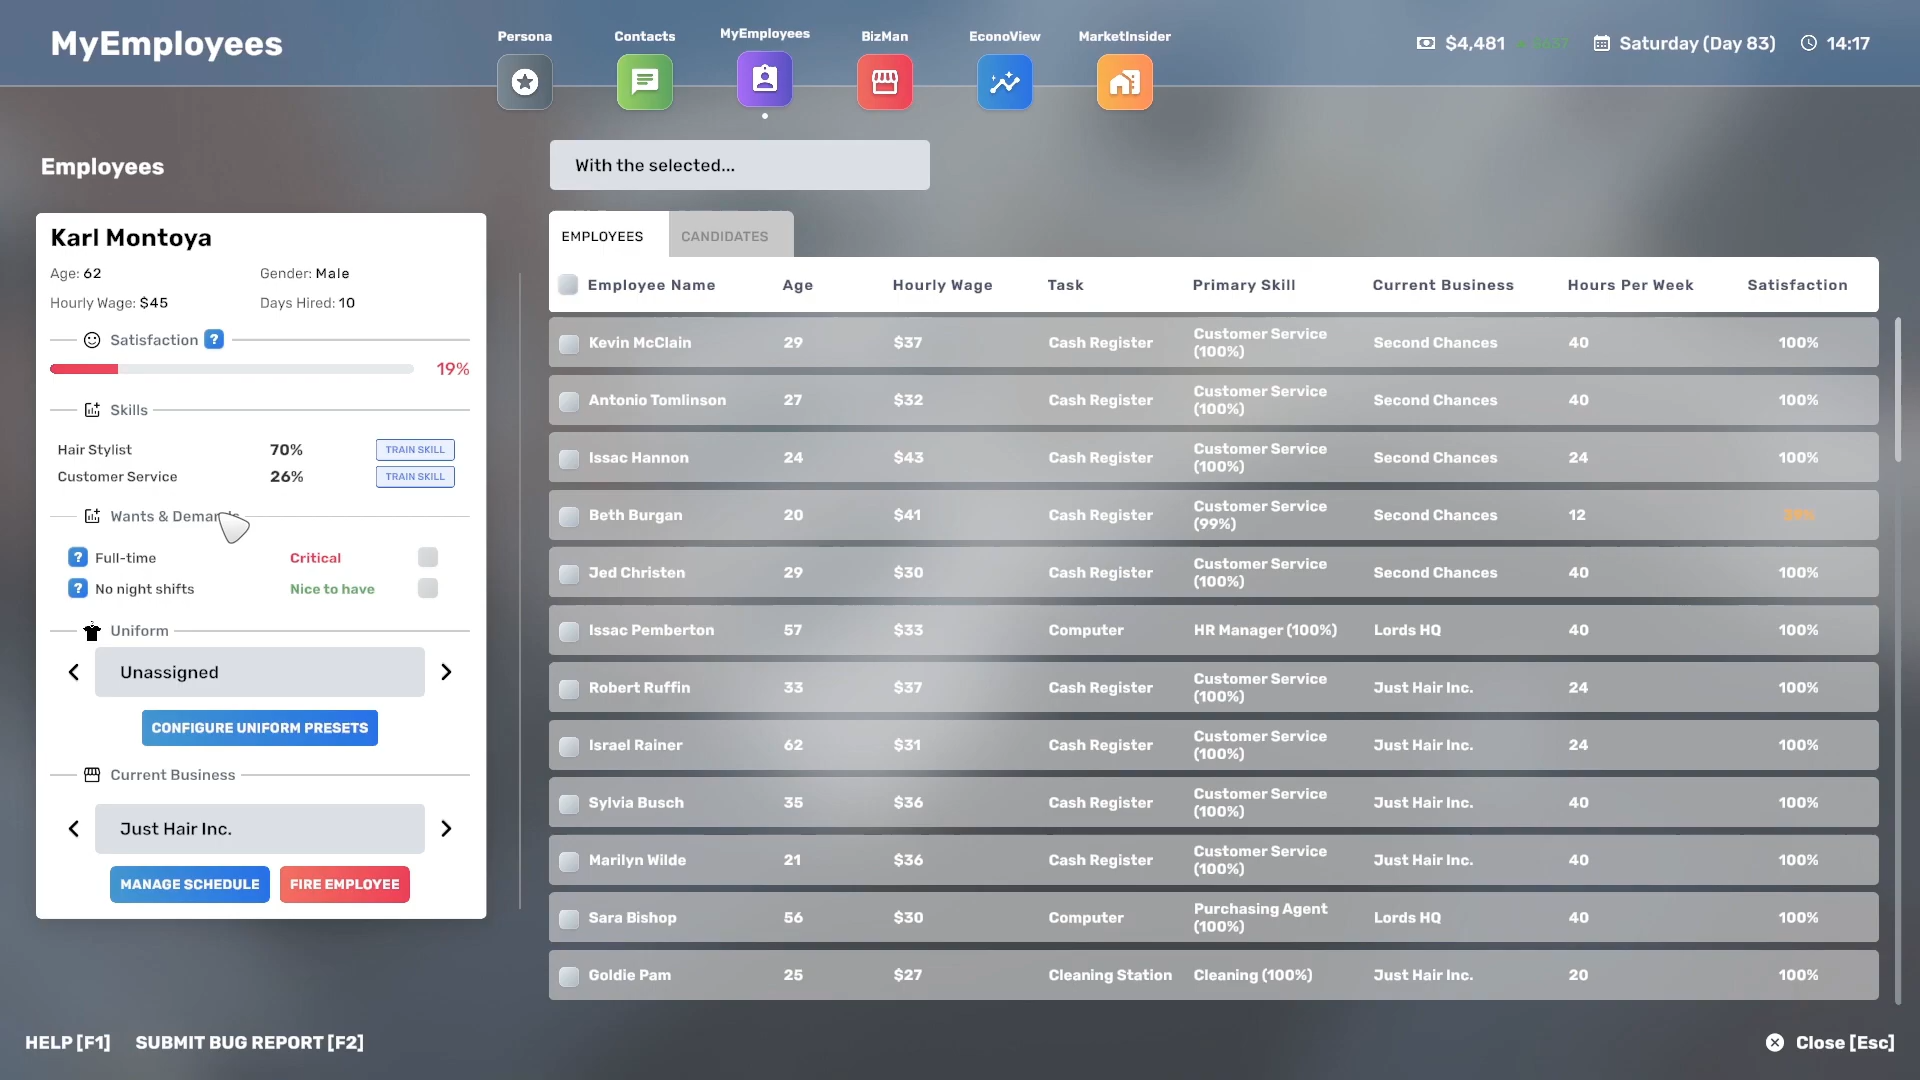 MyEmployees
Persona
Contacts
MyEmployees
BizMan
EconoView
MarketInsider
$4,481
Saturday (Day 83)
14:17
Employees
With the selected...
Karl Montoya
Age: 62
Gender: Male
Hourly Wage: $45
Days Hired: 10
Satisfaction ?
19%
Skills
Hair Stylist 70% TRAIN SKILL
Customer Service 26% TRAIN SKILL
Wants &
? Full-time Critical
? No night shifts Nice to have
Uniform
Unassigned
CONFIGURE UNIFORM PRESETS
Current Business
Just Hair Inc.
MANAGE SCHEDULE
FIRE EMPLOYEE
EMPLOYEES
CANDIDATES
Employee Name Age Hourly Wage Task Primary Skill Current Business Hours Per Week Satisfaction
Kevin McClain 29 $37 Cash Register Customer Service (100%) Second Chances 40 100%
Antonio Tomlinson 27 $32 Cash Register Customer Service (100%) Second Chances 40 100%
Issac Hannon 24 $43 Cash Register Customer Service (100%) Second Chances 24 100%
Beth Burgan 20 $41 Cash Register Customer Service (99%) Second Chances 12
Jed Christen 29 $30 Cash Register Customer Service (100%) Second Chances 40 100%
Issac Pemberton 57 $33 Computer HR Manager (100%) Lords HQ 40 100%
Robert Ruffin 33 $37 Cash Register Customer Service (100%) Just Hair Inc. 24 100%
Israel Rainer 62 $31 Cash Register Customer Service (100%) Just Hair Inc. 24 100%
Sylvia Busch 35 $36 Cash Register Customer Service (100%) Just Hair Inc. 40 100%
Marilyn Wilde 21 $36 Cash Register Customer Service (100%) Just Hair Inc. 40 100%
Sara Bishop 56 $30 Computer Purchasing Agent (100%) Lords HQ 40 100%
Goldie Pam 25 $27 Cleaning Station Cleaning (100%) Just Hair Inc. 20 100%
HELP [F1]
SUBMIT BUG REPORT [F2]
Close [Esc]